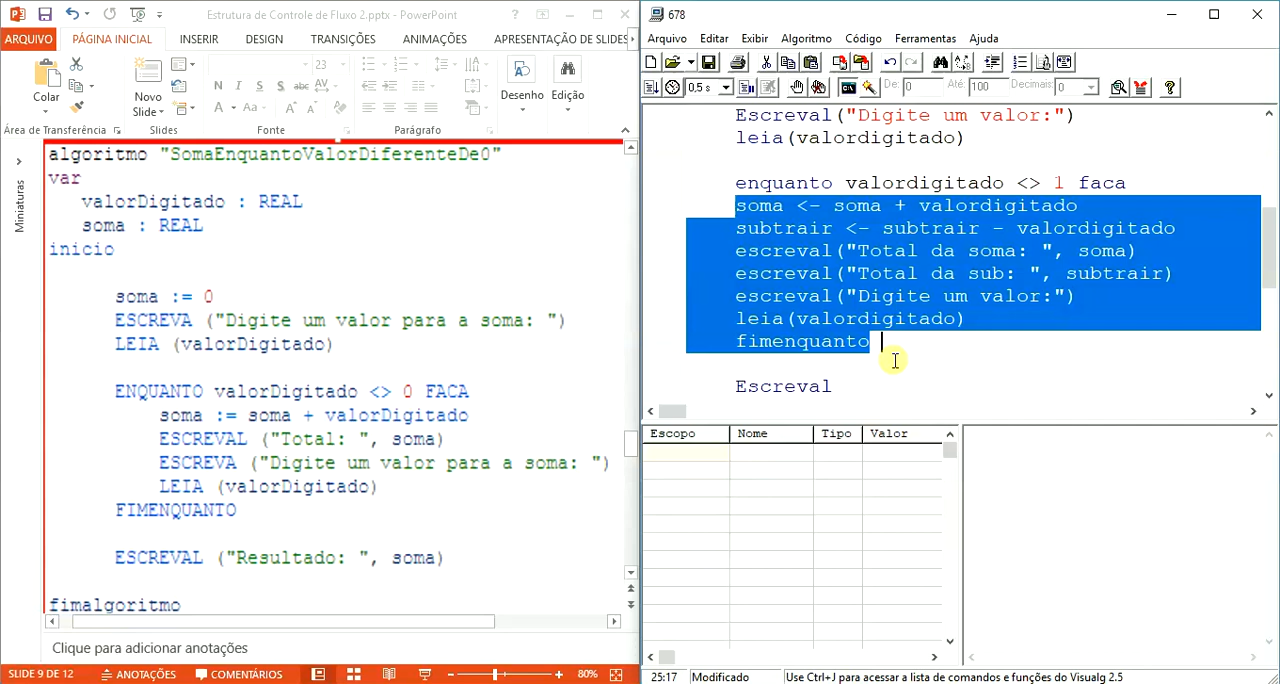 Estrutura de Controle de Fluxo 2.pptx - PowerPoint
ARQUIVO PÁGINA INICIAL INSERIR DESIGN TRANSIÇÕES ANIMAÇÕES APRESENTAÇÃO DE SLIDES
Colar
Novo
Slide
23
N I S S abc AV
A Aa A A
Desenho
Edição
Área de Transferência Slides Fonte Parágrafo
Miniaturas
algoritmo "SomaEnquantoValorDiferenteDe0"
var
valorDigitado : REAL
soma : REAL
inicio
soma := 0
ESCREVA ("Digite um valor para a soma: ")
LEIA (valorDigitado)
ENQUANTO valorDigitado <> 0 FACA
soma := soma + valorDigitado
ESCREVAL ("Total: ", soma)
ESCREVA ("Digite um valor para a soma: ")
LEIA (valorDigitado)
FIMENQUANTO
ESCREVAL ("Resultado: ", soma)
fimalgoritmo
Clique para adicionar anotações
SLIDE 9 DE 12 ANOTAÇÕES COMENTÁRIOS 80%
678
Arquivo Editar Exibir Algoritmo Código Ferramentas Ajuda
0,5 s De: 0 Até: 100 Decimais: 0
Escreval("Digite um valor:")
leia(valordigitado)
enquanto valordigitado <> 1 faca
soma <- soma + valordigitado
subtrair <- subtrair - valordigitado
escreval("Total da soma: ", soma)
escreval("Total da sub: ", subtrair)
escreval("Digite um valor:")
leia(valordigitado)
fimenquanto
Escreval
Escopo Nome Tipo Valor
25:17 Modificado Use Ctrl+J para acessar a lista de comandos e funções do Visualg 2.5